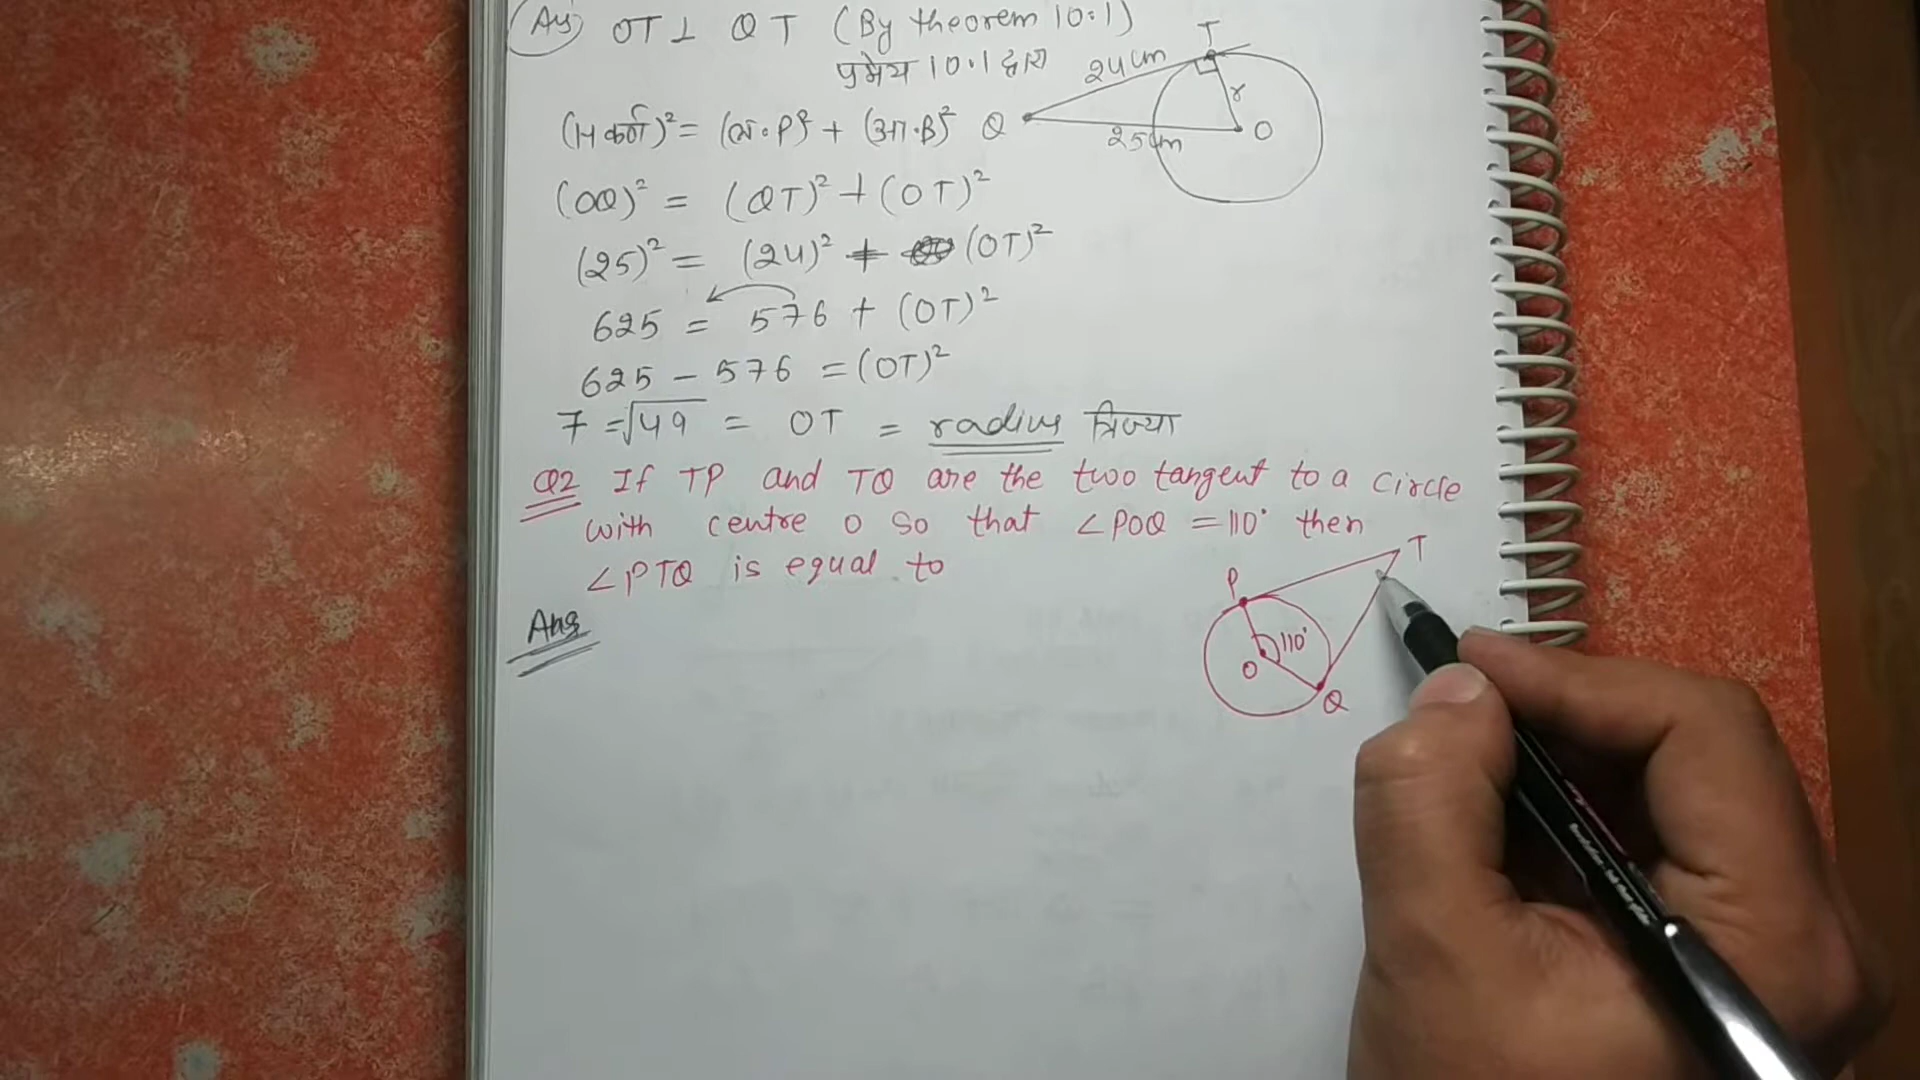 Ans OT ⊥ QT (By theorem 10.1)
प्रमेय 10.1 द्वारा
24cm T
r
25cm
Q O
(H कर्ण)² = (ल.P)² + (आ.B)²
(OQ)² = (QT)² + (OT)²
(25)² = (24)² + (OT)²
625 = 576 + (OT)²
625 - 576 = (OT)²
7 = √49 = OT = radius त्रिज्या
Q2 If TP and TQ are the two tangent to a circle
with centre o so that ∠POQ = 110° then
∠PTQ is equal to
P T
110°
O
Q
Ans